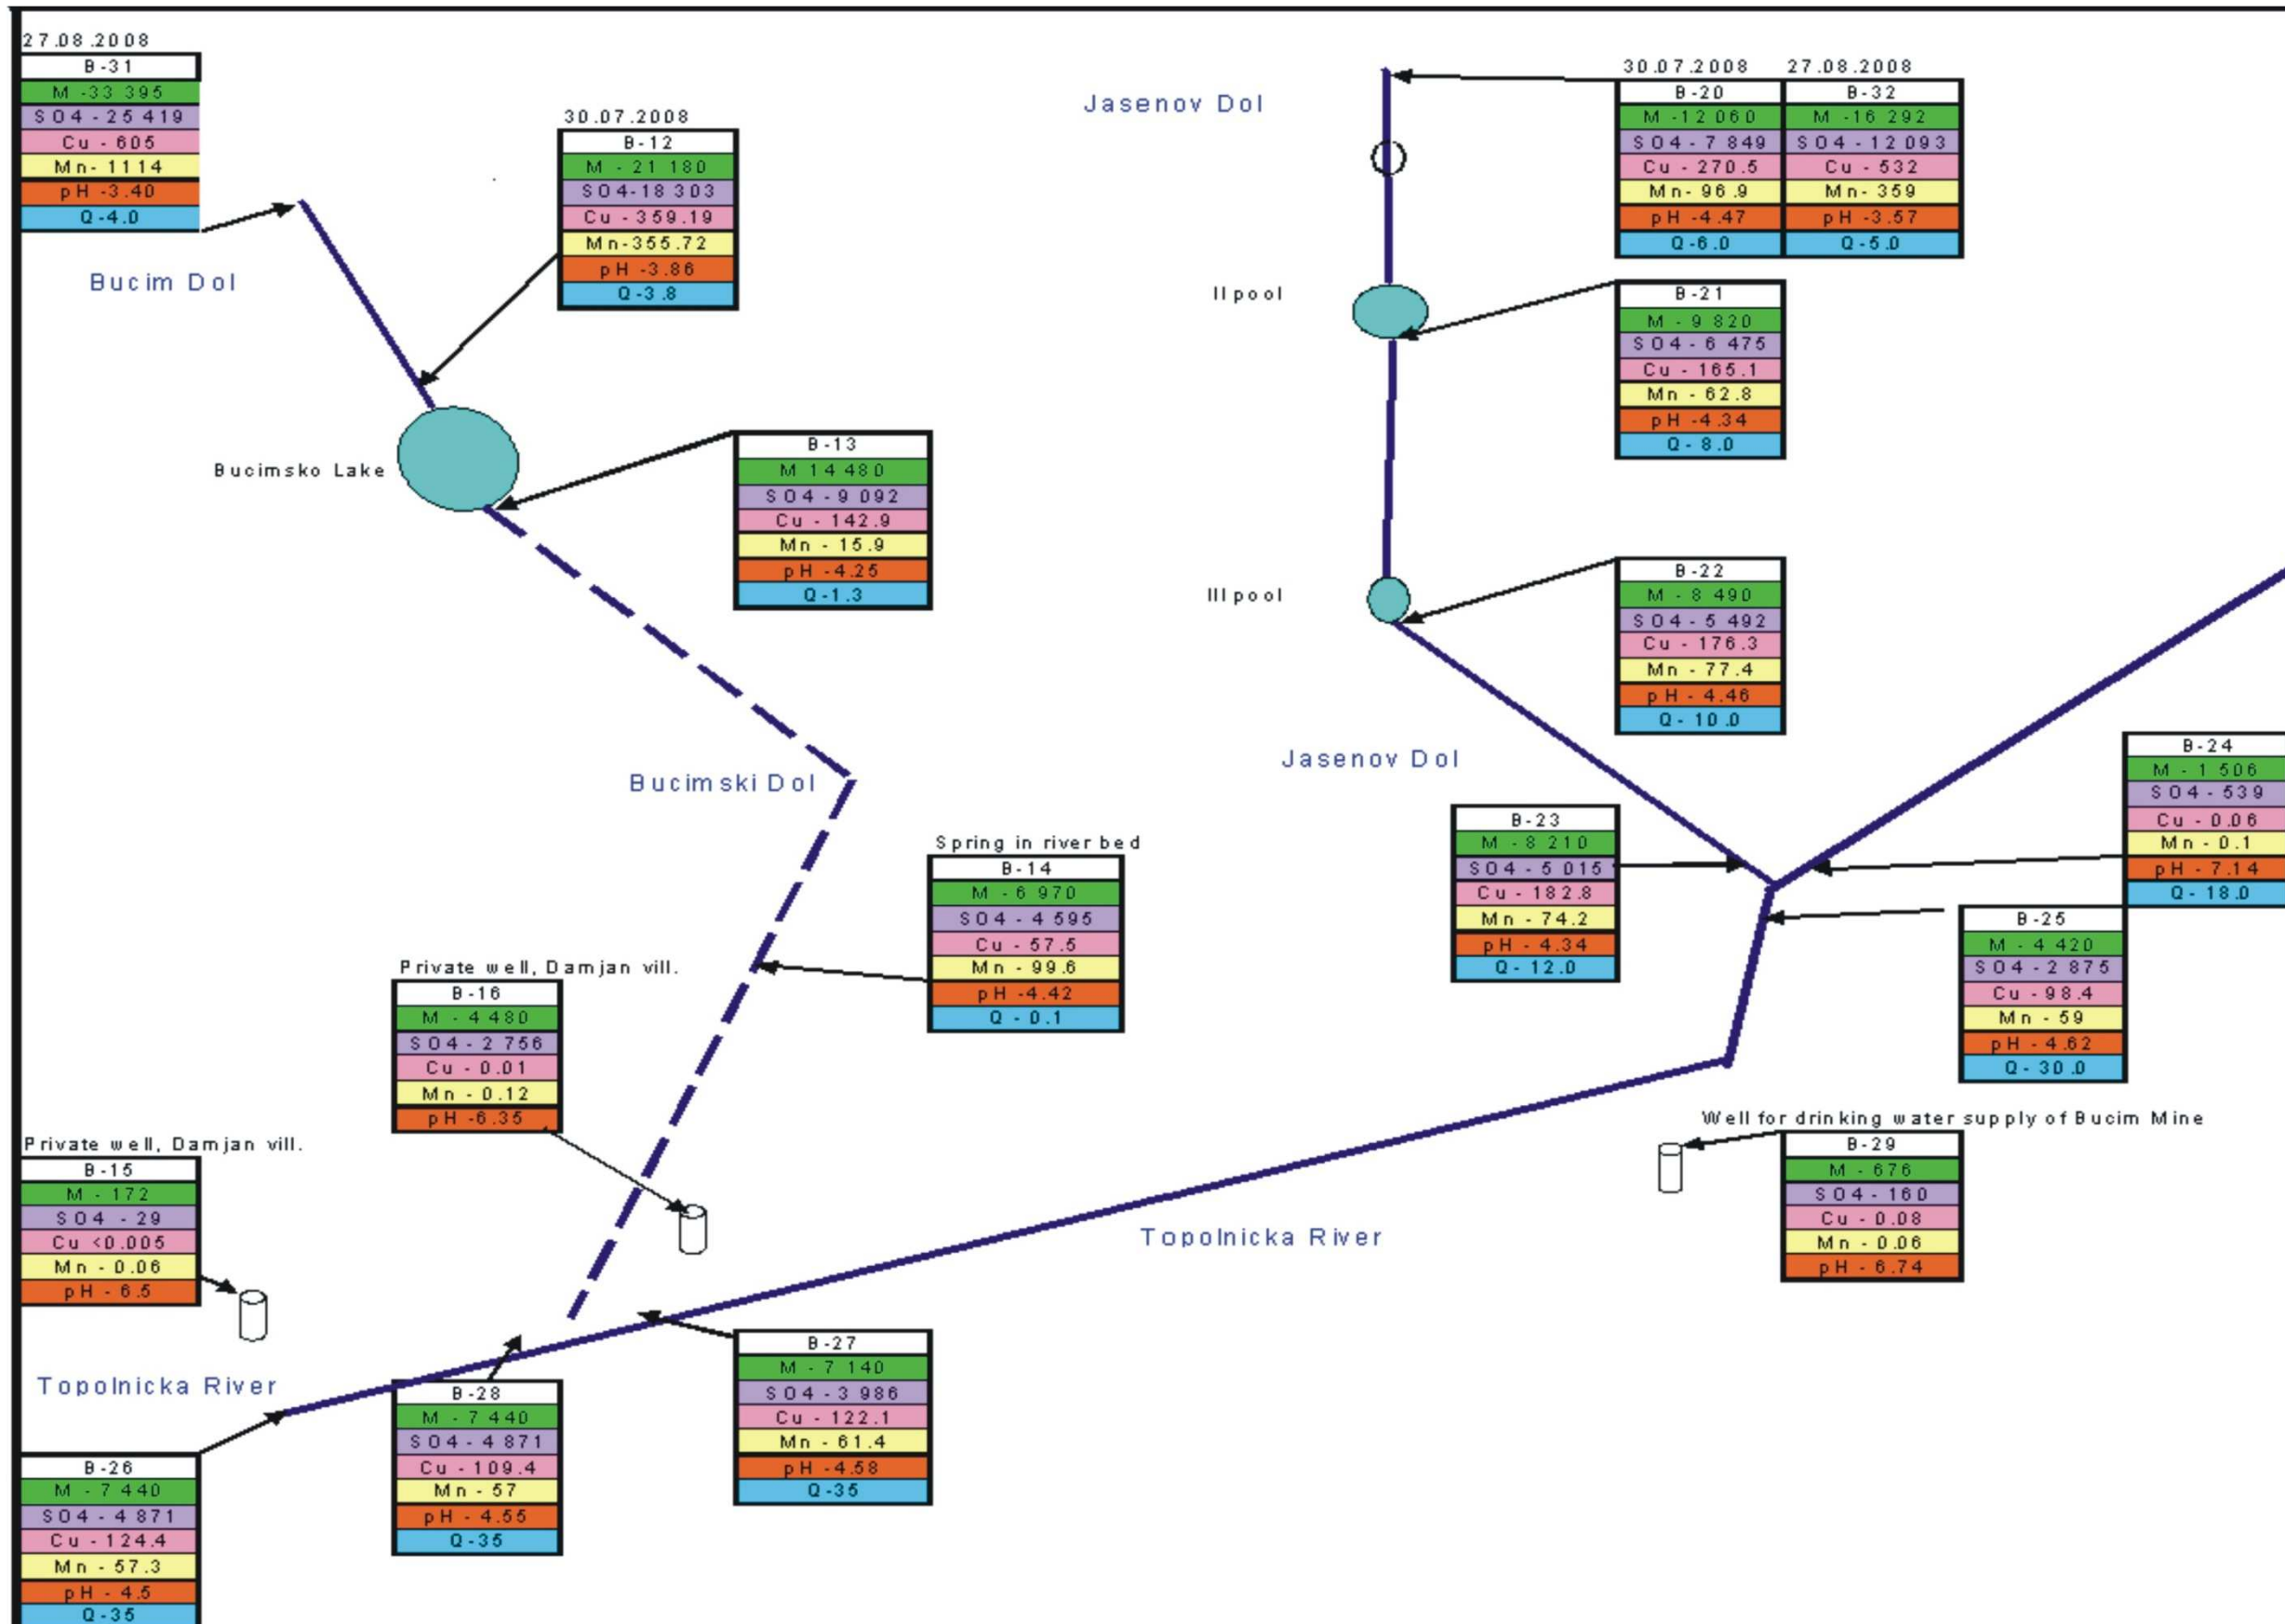 27.08.2008
B-31
M -33 395
SO4-25 419
Cu - 605
Mn- 1114
pH -3.40
Q-4.0
Bucim Dol
30.07.2008
B-12
M - 21 180
SO4-18 303
Cu - 359.19
Mn-355.72
pH -3.86
Q-3.8
Bucimsko Lake
B-13
M 14 480
SO4 - 9 092
Cu - 142.9
Mn - 15.9
pH -4.25
Q-1.3
Bucimski Dol
Spring in river bed
B-14
M - 6 970
SO4 - 4 595
Cu - 57.5
Mn - 99.6
pH -4.42
Q - 0.1
Private well, Damjan vill.
B-16
M - 4 480
SO4 - 2 756
Cu - 0.01
Mn - 0.12
pH -6.35
Private well, Damjan vill.
B-15
M - 172
SO4 - 29
Cu <0.005
Mn - 0.06
pH - 6.5
Topolnicka River
B-26
M - 7 440
SO4 - 4 871
Cu - 124.4
Mn - 57.3
pH - 4.5
Q-35
B-28
M - 7 440
SO4 - 4 871
Cu - 109.4
Mn - 57
pH - 4.55
Q-35
B-27
M - 7 140
SO4 - 3 986
Cu - 122.1
Mn - 61.4
pH -4.58
Q-35
Topolnicka River
Jasenov Dol
30.07.2008
B-20
M -12 060
SO4 - 7 849
Cu - 270.5
Mn- 96.9
pH -4.47
Q-6.0
27.08.2008
B-32
M -16 292
SO4 - 12 093
Cu - 532
Mn- 359
pH -3.57
Q-5.0
II pool
B-21
M - 9 820
SO4 - 6 475
Cu - 165.1
Mn - 62.8
pH -4.34
Q - 8.0
III pool
B-22
M - 8 490
SO4 - 5 492
Cu - 176.3
Mn - 77.4
pH - 4.46
Q - 10.0
Jasenov Dol
B-23
M - 8 210
SO4 - 5 015
Cu - 182.8
Mn - 74.2
pH - 4.34
Q - 12.0
B-24
M - 1 506
SO4 - 539
Cu - 0.06
Mn - 0.1
pH - 7.14
Q - 18.0
B-25
M - 4 420
SO4 - 2 875
Cu - 98.4
Mn - 59
pH - 4.62
Q - 30.0
Well for drinking water supply of Bucim Mine
B-29
M - 676
SO4 - 160
Cu - 0.08
Mn - 0.06
pH - 6.74